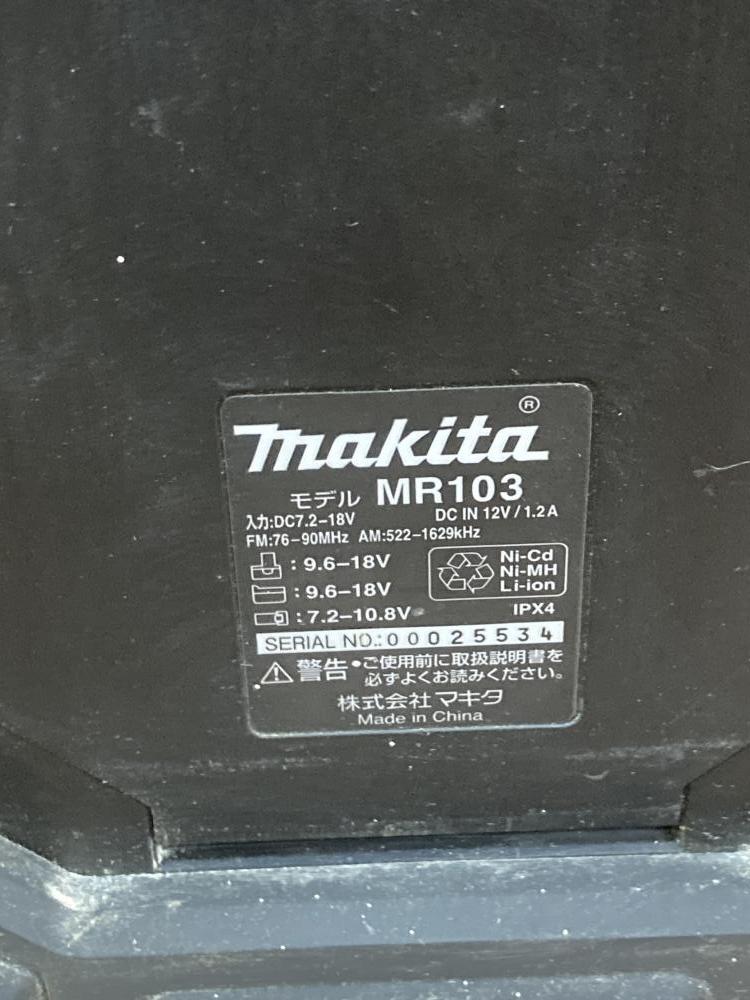 makita®
モデル MR103
入力:DC7.2-18V DC IN 12V/1.2A
FM:76-90MHz AM:522-1629kHz
:9.6-18V Ni-Cd
Ni-MH
:9.6-18V Li-ion
:7.2-10.8V IPX4
SERIAL NO.:00025534
警告 •ご使用前に取扱説明書を
必ずよくお読みください。
株式会社マキタ
Made in China